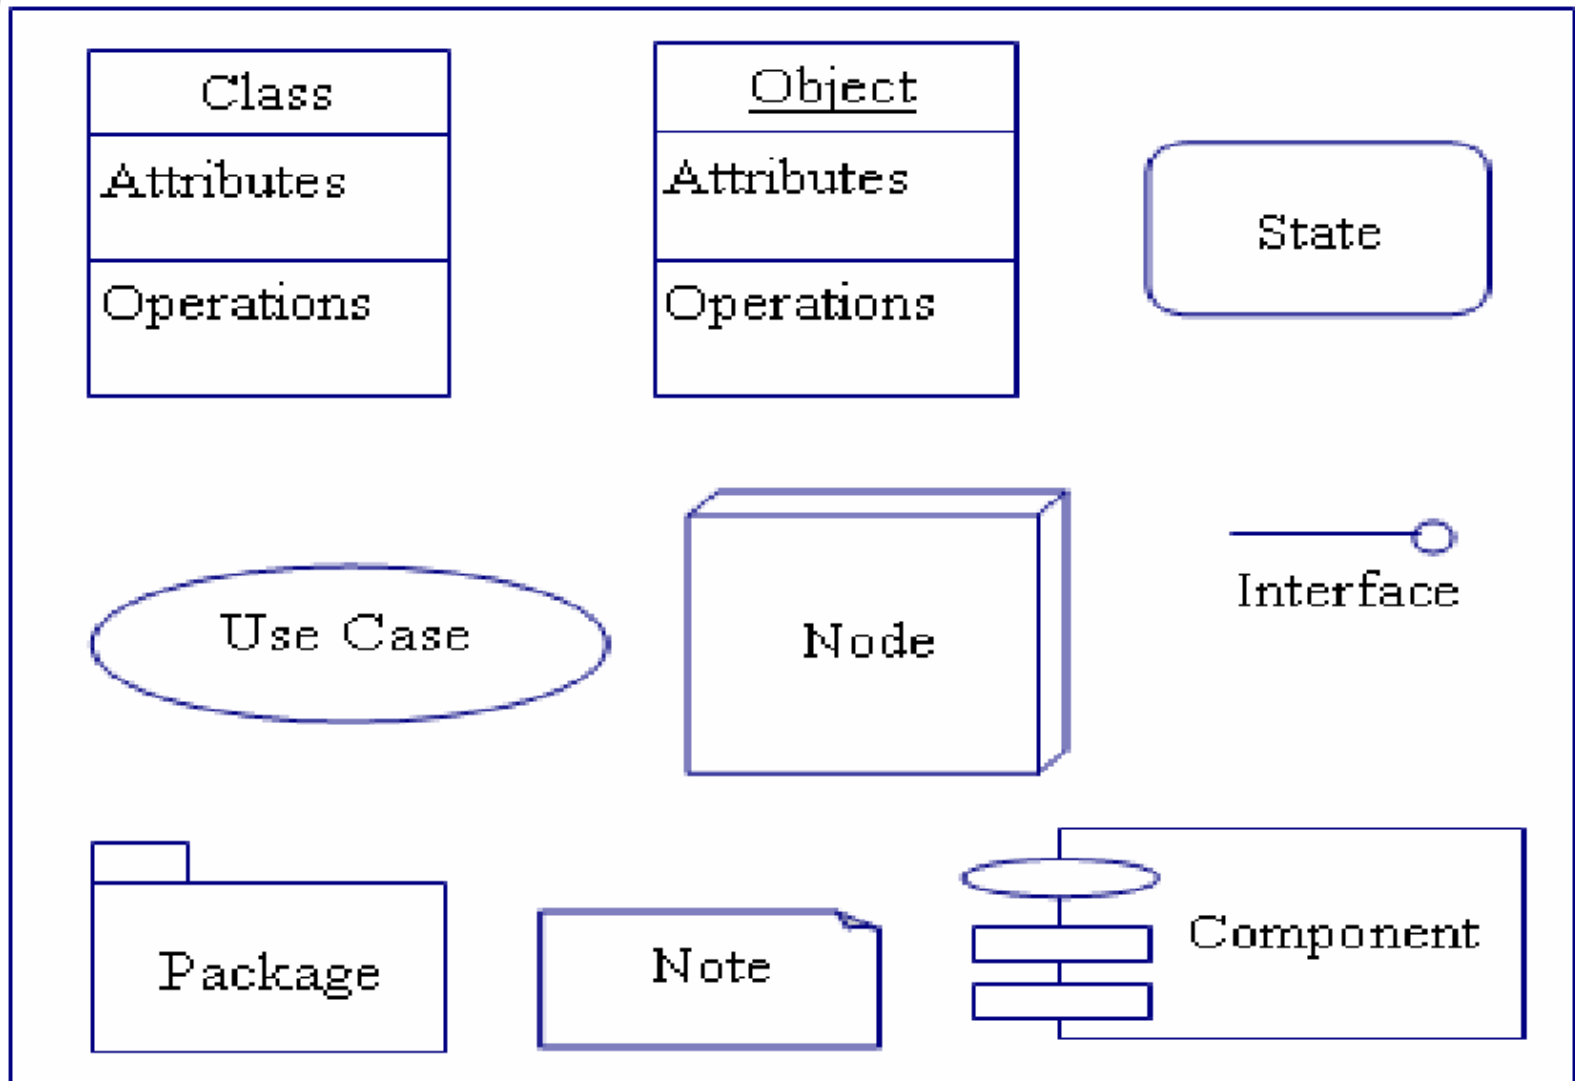 Class
Attributes
Operations
Object
Attributes
Operations
State
Use Case
Node
Interface
Package
Note
Component